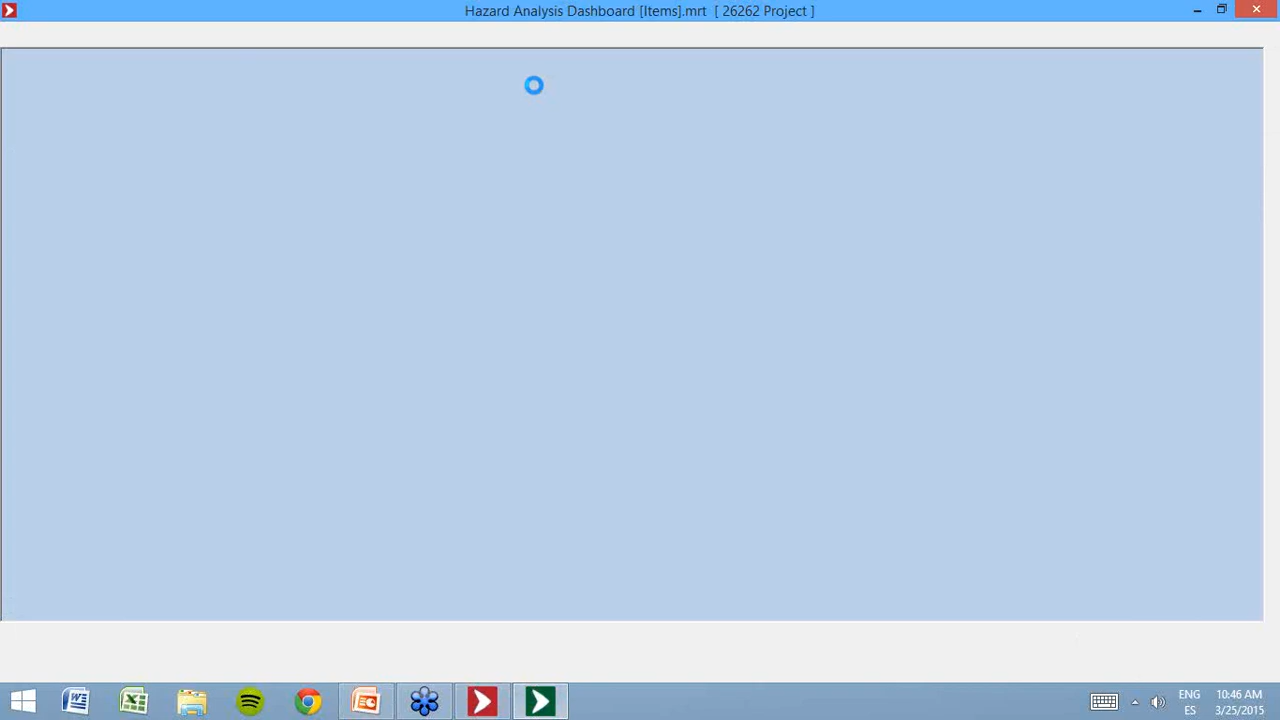 Hazard Analysis Dashboard [Items].mrt [ 26262 Project ]
ENG
10:46 AM
ES
3/25/2015